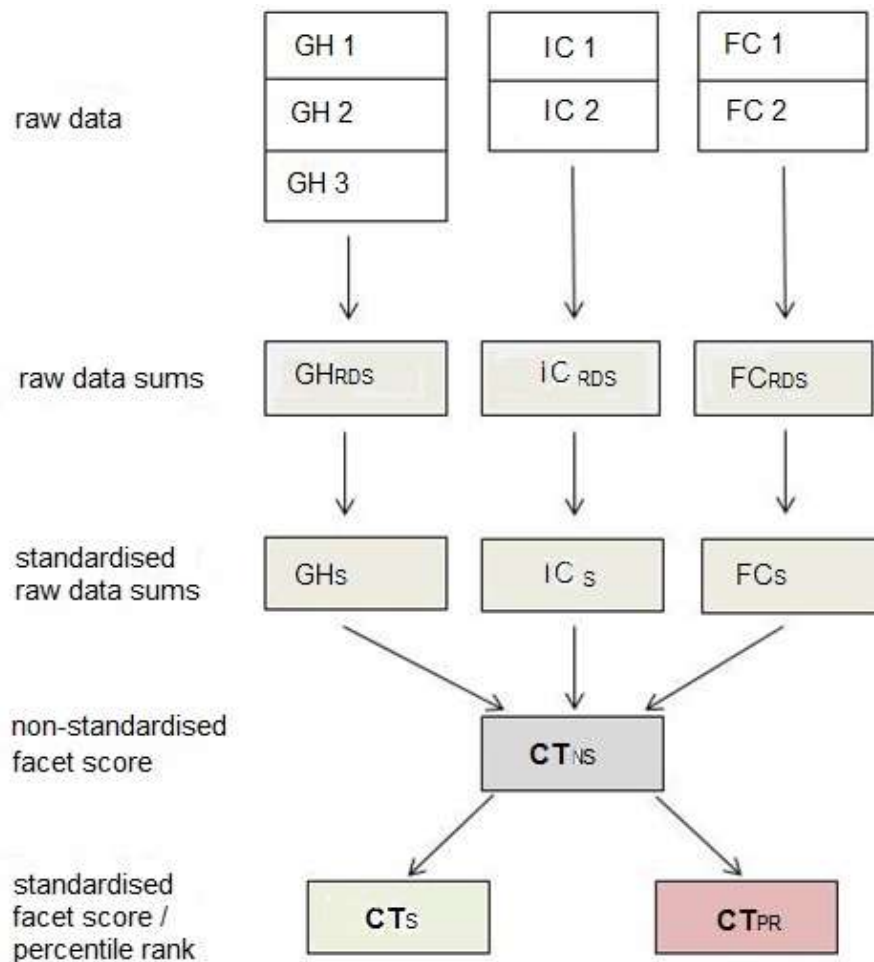 GH 1
IC 1
FC 1
raw data
GH 2
IC 2
FC 2
GH 3
raw data sums
GHRDS
IC RDS
FCRDS
standardised
raw data sums
GHS
IC S
FCS
non-standardised
facet score
CTNS
standardised
facet score /
percentile rank
CTS
CTPR